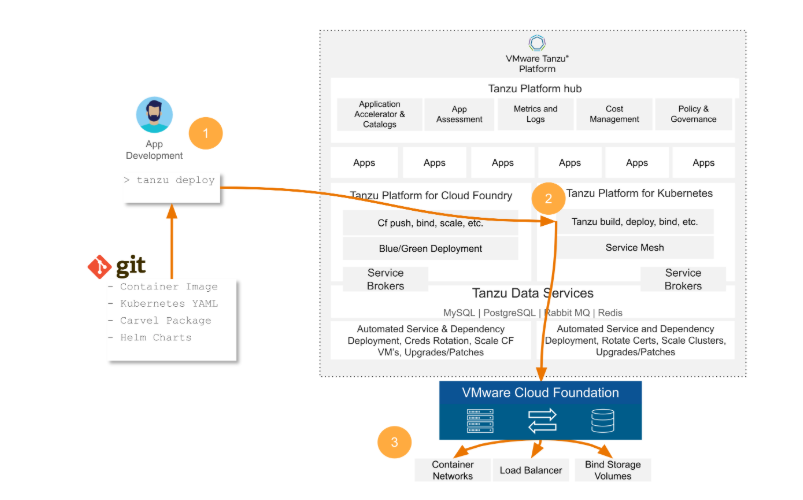 VMware Tanzu®
Platform
Tanzu Platform hub
Application
Accelerator &
Catalogs
App
Assessment
Metrics and
Logs
Cost
Management
Policy &
Governance
Apps
Apps
Apps
Apps
Apps
Apps
1
App
Development
> tanzu deploy
git
- Container Image
- Kubernetes YAML
- Carvel Package
- Helm Charts
Tanzu Platform for Cloud Foundry
Cf push, bind, scale, etc.
Blue/Green Deployment
Service
Brokers
2
Tanzu Platform for Kubernetes
Tanzu build, deploy, bind, etc.
Service Mesh
Service
Brokers
Tanzu Data Services
MySQL | PostgreSQL | Rabbit MQ | Redis
Automated Service & Dependency
Deployment, Creds Rotation, Scale CF
VM's, Upgrades/Patches
Automated Service and Dependency
Deployment, Rotate Certs, Scale Clusters,
Upgrades/Patches
VMware Cloud Foundation
3
Container
Networks
Load Balancer
Bind Storage
Volumes